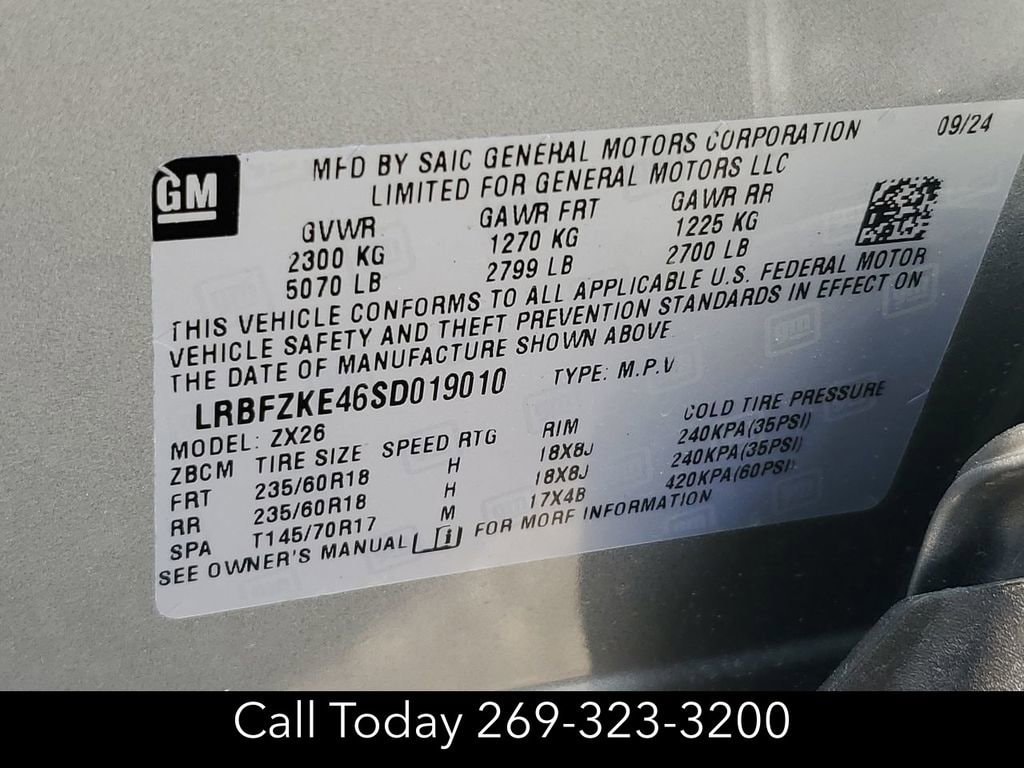 GM
MFD BY SAIC GENERAL MOTORS CORPORATION 09/24
LIMITED FOR GENERAL MOTORS LLC
GVWR GAWR FRT GAWR RR
2300 KG 1270 KG 1225 KG
5070 LB 2799 LB 2700 LB
THIS VEHICLE CONFORMS TO ALL APPLICABLE U.S. FEDERAL MOTOR
VEHICLE SAFETY AND THEFT PREVENTION STANDARDS IN EFFECT ON
THE DATE OF MANUFACTURE SHOWN ABOVE
LRBFZKE46SD019010 TYPE: M.P.V
MODEL: ZX26
ZBCM TIRE SIZE SPEED RTG RIM COLD TIRE PRESSURE
FRT 235/60R18 H 18X8J 240KPA(35PSI)
RR 235/60R18 H 18X8J 240KPA(35PSI)
SPA T145/70R17 M 17X4B 420KPA(60PSI)
SEE OWNER'S MANUAL i FOR MORE INFORMATION
Call Today 269-323-3200